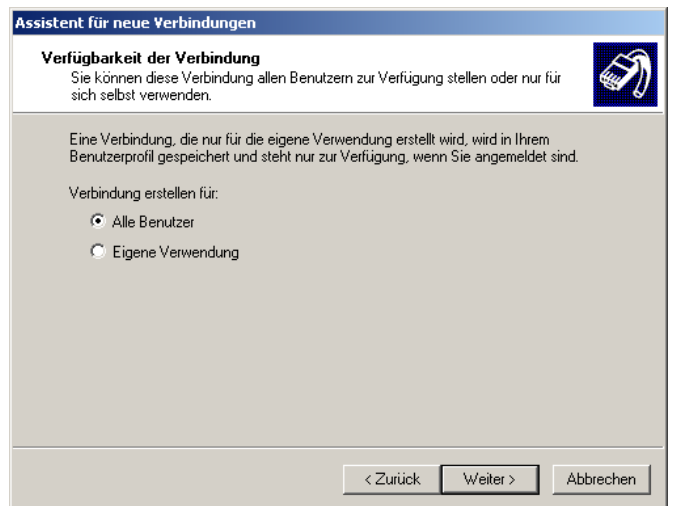 Assistent für neue Verbindungen
Verfügbarkeit der Verbindung
Sie können diese Verbindung allen Benutzern zur Verfügung stellen oder nur für
sich selbst verwenden.
Eine Verbindung, die nur für die eigene Verwendung erstellt wird, wird in Ihrem
Benutzerprofil gespeichert und steht nur zur Verfügung, wenn Sie angemeldet sind.
Verbindung erstellen für:
Alle Benutzer
Eigene Verwendung
< Zurück
Weiter >
Abbrechen